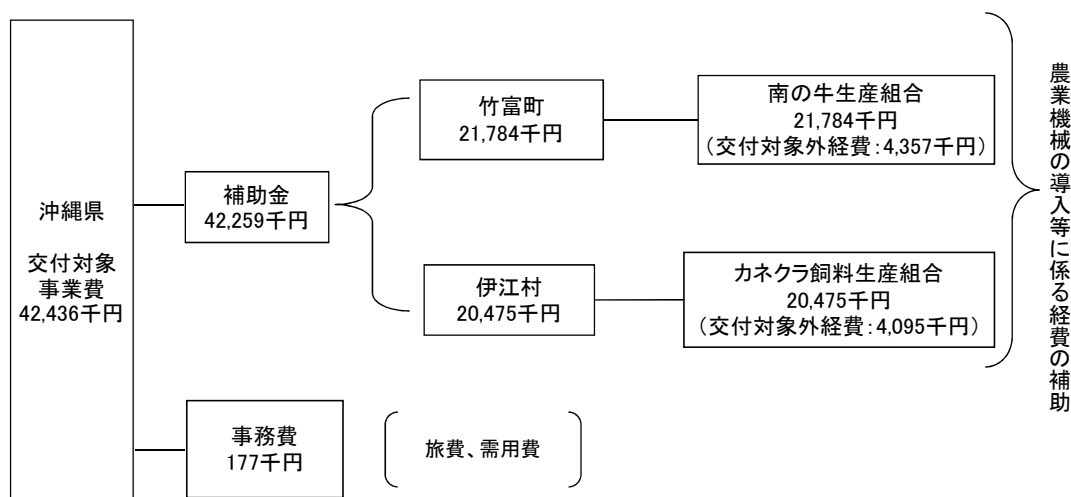 沖縄県
交付対象
事業費
42,436千円
補助金
42,259千円
竹富町
21,784千円
南の牛生産組合
21,784千円
(交付対象外経費:4,357千円)
伊江村
20,475千円
カネクラ飼料生産組合
20,475千円
(交付対象外経費:4,095千円)
農業機械の導入等に係る経費の補助
事務費
177千円
旅費、需用費